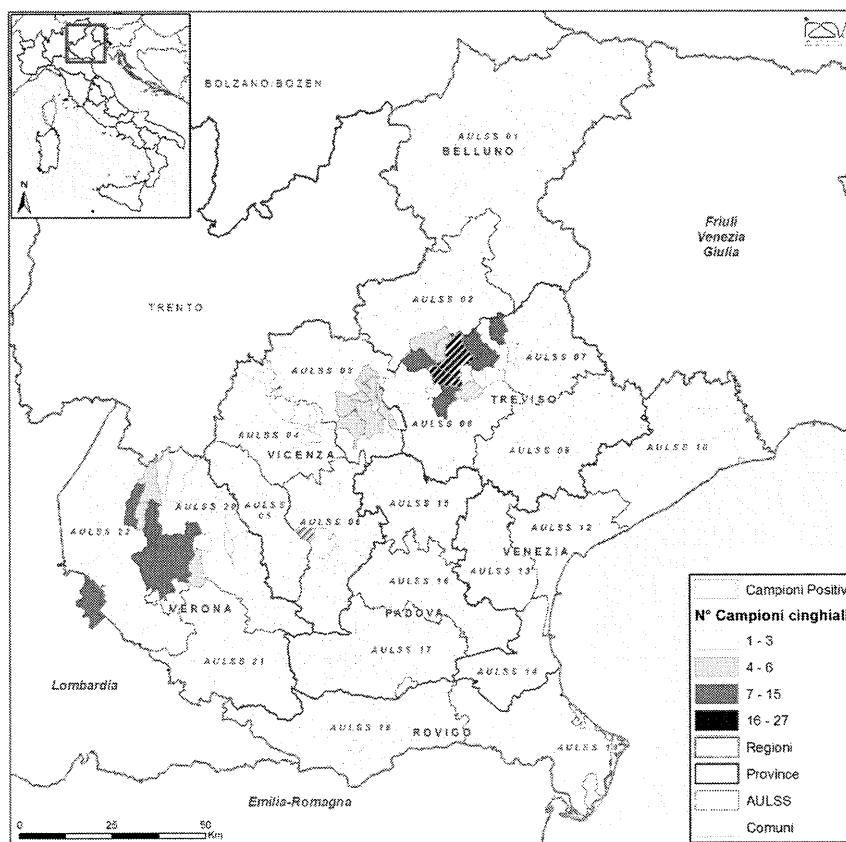 BOLZANO/BOZEN
AULSS 01
BELLUNO
N
Friuli
Venezia
Giulia
TRENTO
AULSS 02
AULSS 03
AULSS 07
TREVISO
AULSS 04
AULSS 08
AULSS 09
AULSS 10
VICENZA
AULSS 20
AULSS 05
AULSS 15
AULSS 22
AULSS 06
AULSS 12
VENEZIA
AULSS 16
AULSS 13
VERONA
PADOVA
AULSS 17
AULSS 21
AULSS 14
Lombardia
AULSS 18
ROVIGO
AULSS 19
Emilia-Romagna
0 25 50
Km
Campioni Positiv
N° Campioni cinghiali
1 - 3
4 - 6
7 - 15
16 - 27
Regioni
Province
AULSS
Comuni